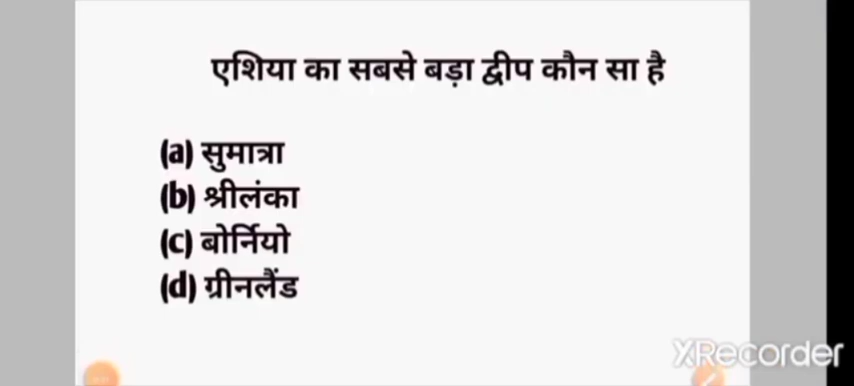 एशिया का सबसे बड़ा द्वीप कौन सा है
(a) सुमात्रा
(b) श्रीलंका
(c) बोर्नियो
(d) ग्रीनलैंड
XRecorder